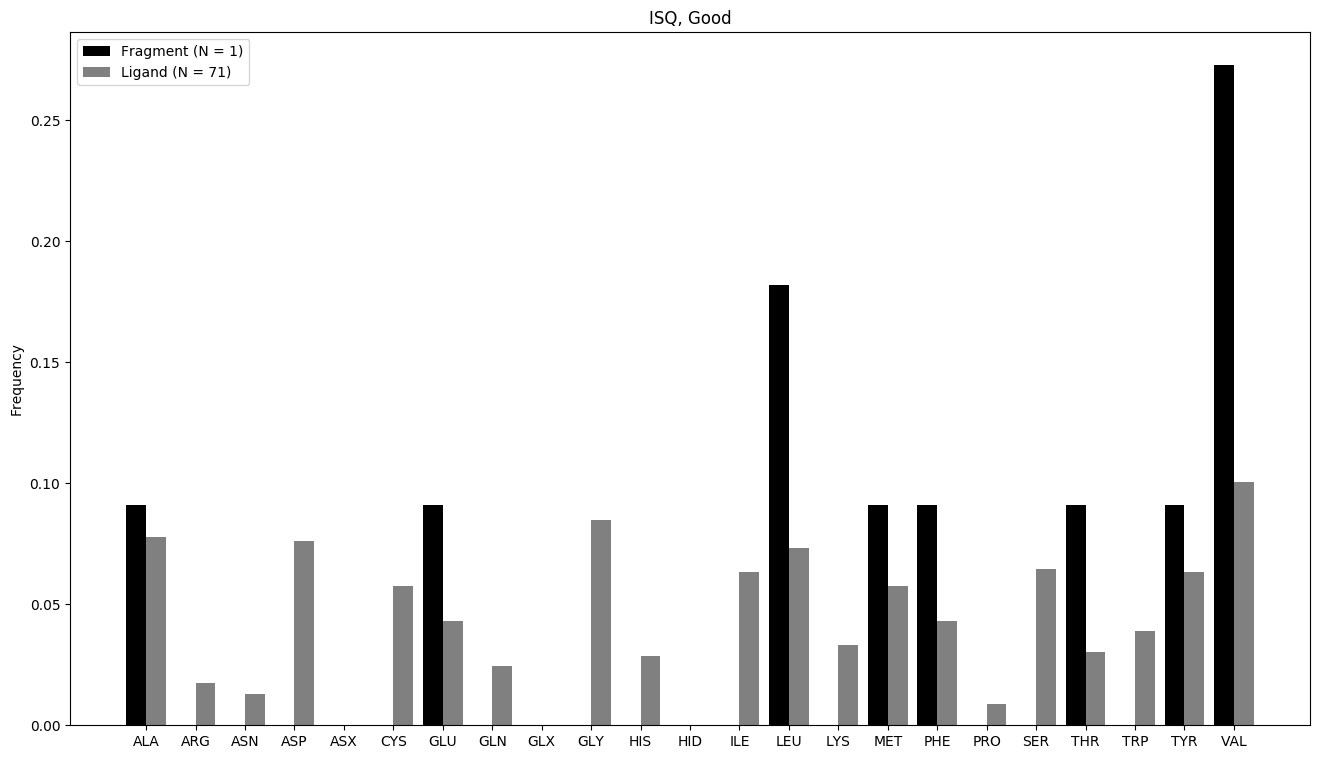 ISQ, Good
Fragment (N = 1)
Ligand (N = 71)
Frequency
0.25
0.20
0.15
0.10
0.05
0.00
ALA ARG ASN ASP ASX CYS GLU GLN GLX GLY HIS HID ILE LEU LYS MET PHE PRO SER THR TRP TYR VAL